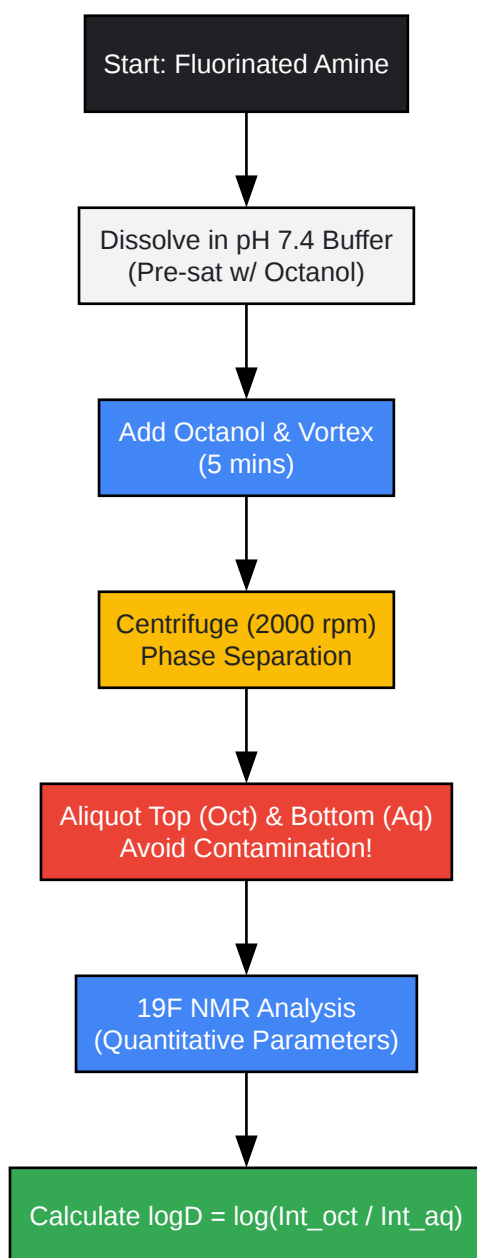 Start: Fluorinated Amine
Dissolve in pH 7.4 Buffer
(Pre-sat w/ Octanol)
Add Octanol & Vortex
(5 mins)
Centrifuge (2000 rpm)
Phase Separation
Aliquot Top (Oct) & Bottom (Aq)
Avoid Contamination!
19F NMR Analysis
(Quantitative Parameters)
Calculate logD = log(Int_oct / Int_aq)